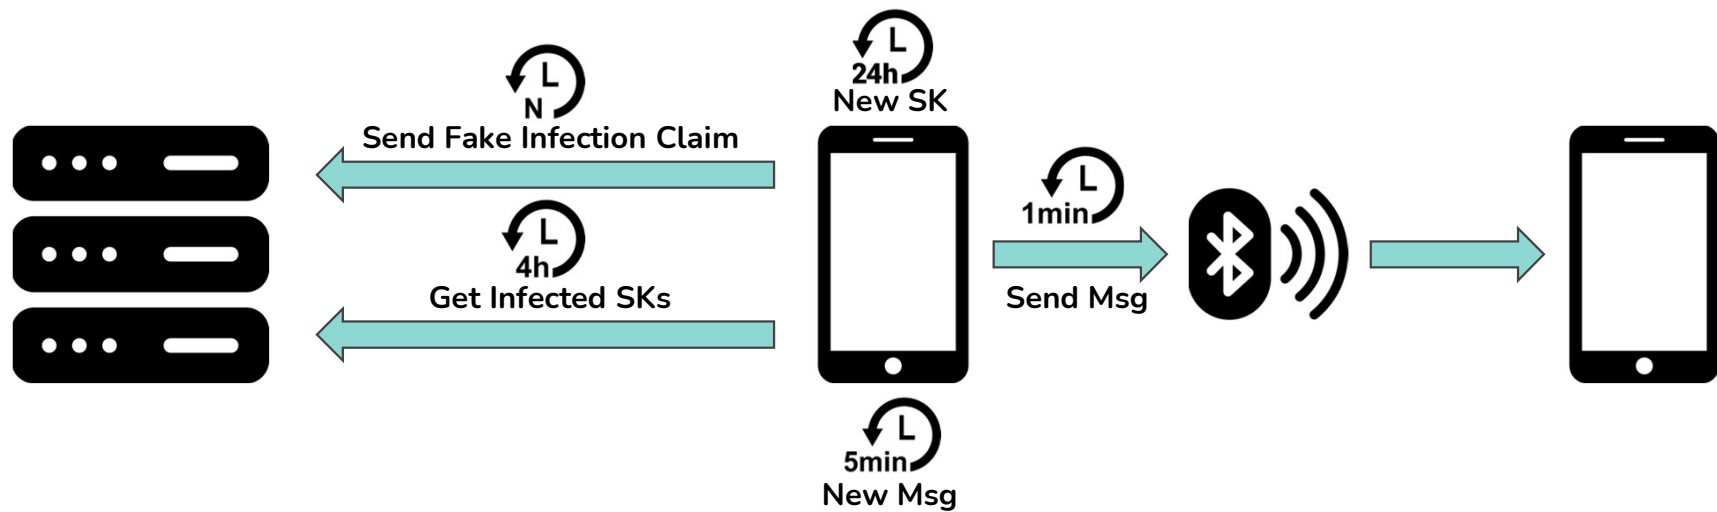 24h
New SK
N
Send Fake Infection Claim
4h
Get Infected SKs
1min
Send Msg
5min
New Msg